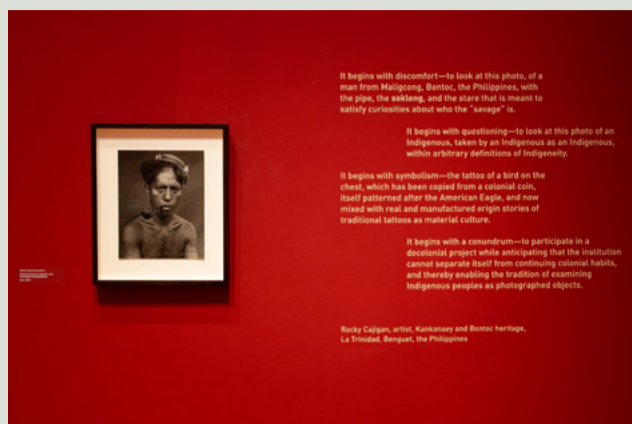 It begins with discomfort—to look at this photo, of a
man from Maligcong, Bontoc, the Philippines, with
the pipe, the soklong, and the stare that is meant to
satisfy curiosities about who the “savage” is.
It begins with questioning—to look at this photo of an
Indigenous, taken by an Indigenous as an Indigenous,
within arbitrary definitions of Indigeneity.
It begins with symbolism—the tattoo of a bird on the
chest, which has been copied from a colonial coin,
itself patterned after the American Eagle, and now
mixed with real and manufactured origin stories of
traditional tattoos as material culture.
It begins with a conundrum—to participate in a
decolonial project while anticipating that the institution
cannot separate itself from continuing colonial habits,
and thereby enabling the tradition of examining
Indigenous peoples as photographed objects.
Rocky Cajigan, artist, Kankanaey and Bontoc heritage,
La Trinidad, Benguet, the Philippines